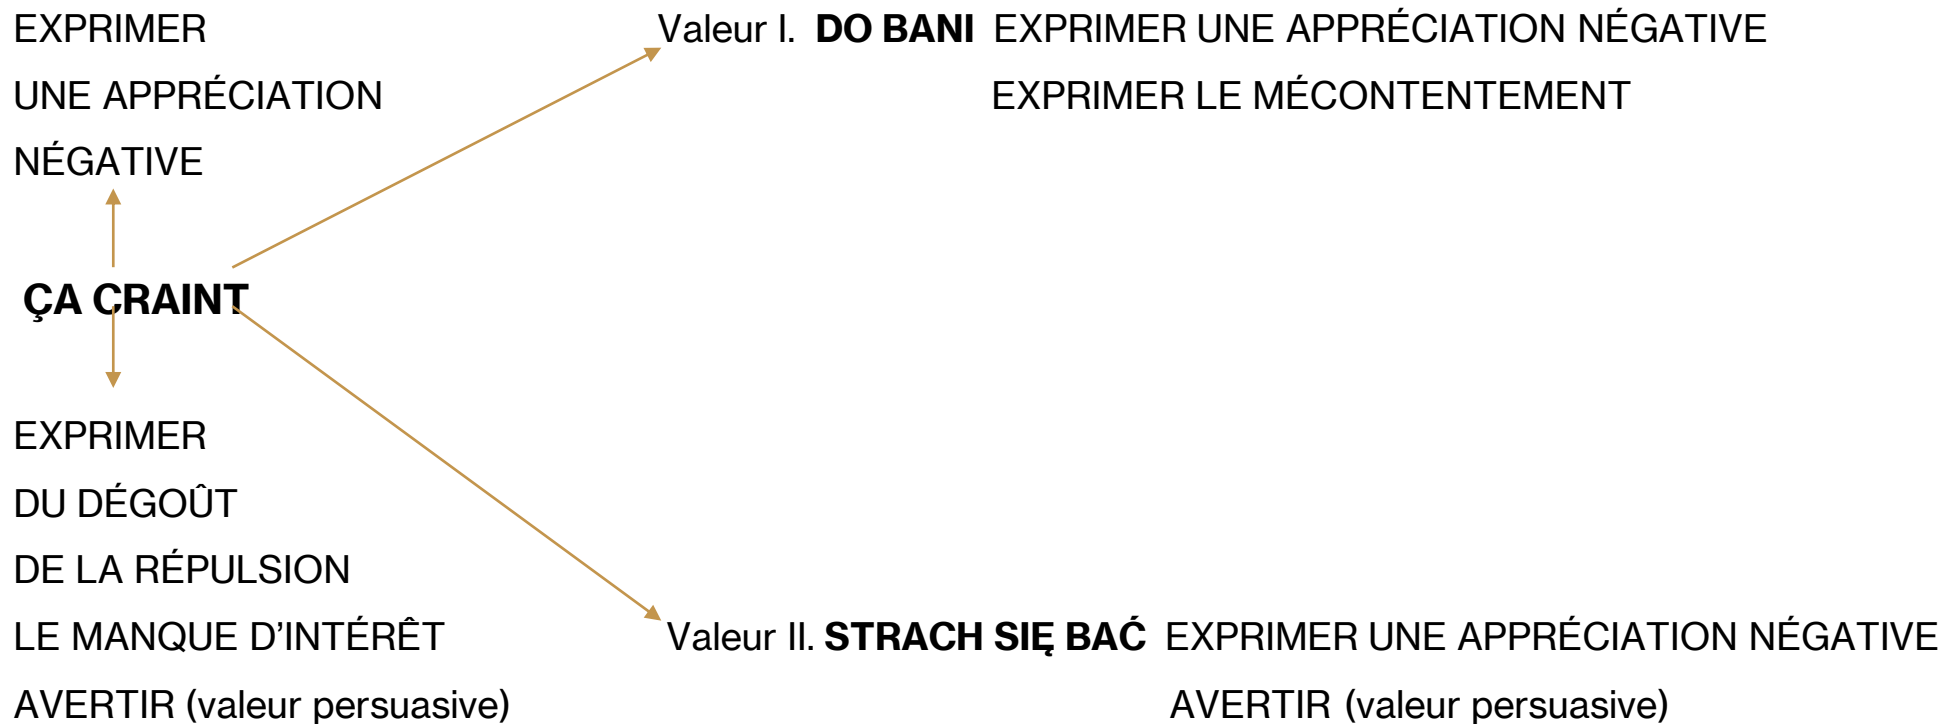 EXPRIMER
UNE APPRÉCIATION
NÉGATIVE
Valeur I. DO BANI EXPRIMER UNE APPRÉCIATION NÉGATIVE
EXPRIMER LE MÉCONTENTEMENT
ÇA CRAINT
EXPRIMER
DU DÉGOÛT
DE LA RÉPULSION
LE MANQUE D'INTÉRÊT
AVERTIR (valeur persuasive)
Valeur II. STRACH SIĘ BAĆ EXPRIMER UNE APPRÉCIATION NÉGATIVE
AVERTIR (valeur persuasive)